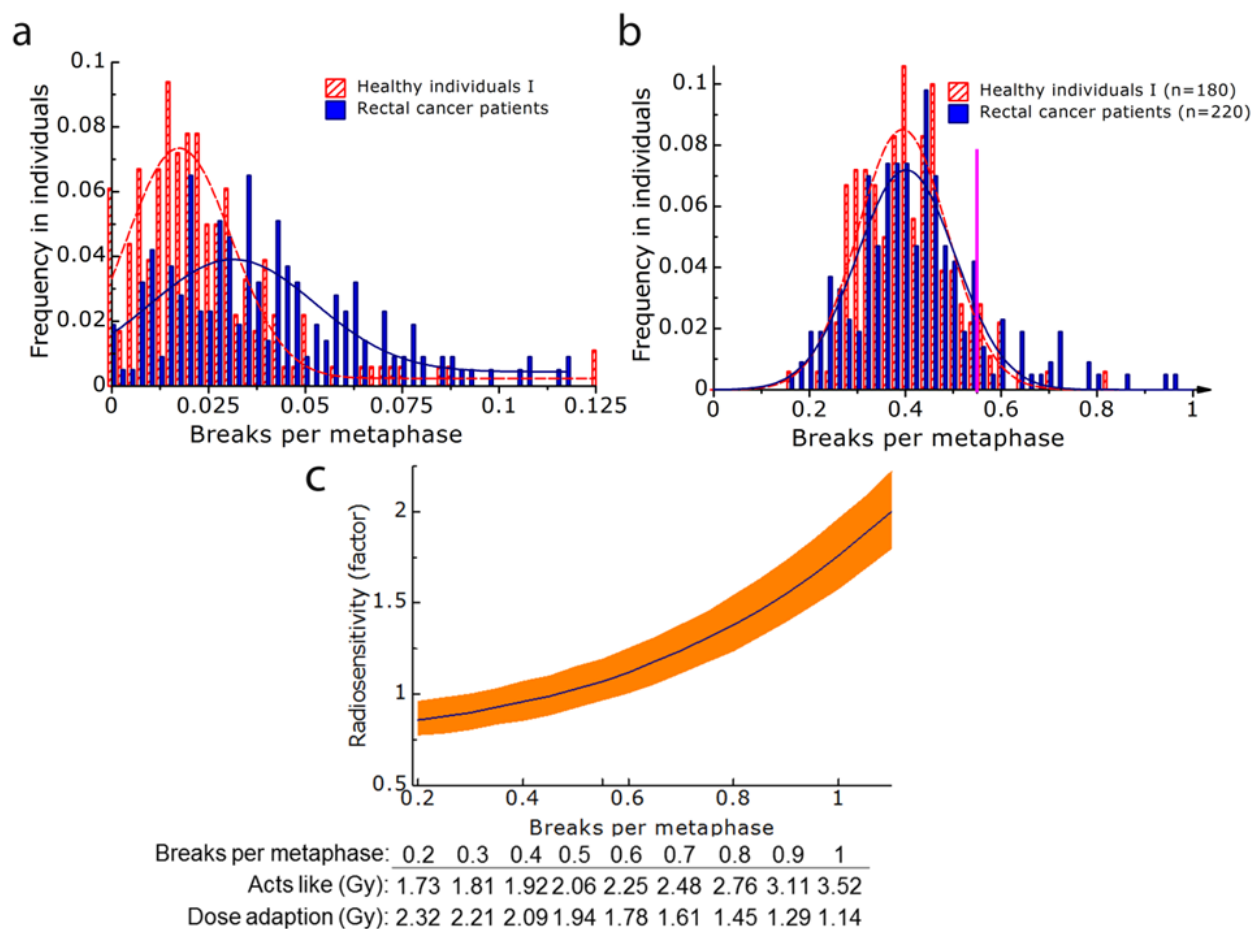 a
0.1
0.08
0.06
0.04
0.02
0
Frequency in individuals
Healthy individuals I
Rectal cancer patients
0 0.025 0.05 0.075 0.1 0.125
Breaks per metaphase
b
0.1
0.08
0.06
0.04
0.02
0
Frequency in individuals
Healthy individuals I (n=180)
Rectal cancer patients (n=220)
0 0.2 0.4 0.6 0.8 1
Breaks per metaphase
c
2
1.5
1
0.5
Radiosensitivity (factor)
0.2 0.4 0.6 0.8 1
Breaks per metaphase
Breaks per metaphase: 0.2 0.3 0.4 0.5 0.6 0.7 0.8 0.9 1
Acts like (Gy): 1.73 1.81 1.92 2.06 2.25 2.48 2.76 3.11 3.52
Dose adaption (Gy): 2.32 2.21 2.09 1.94 1.78 1.61 1.45 1.29 1.14